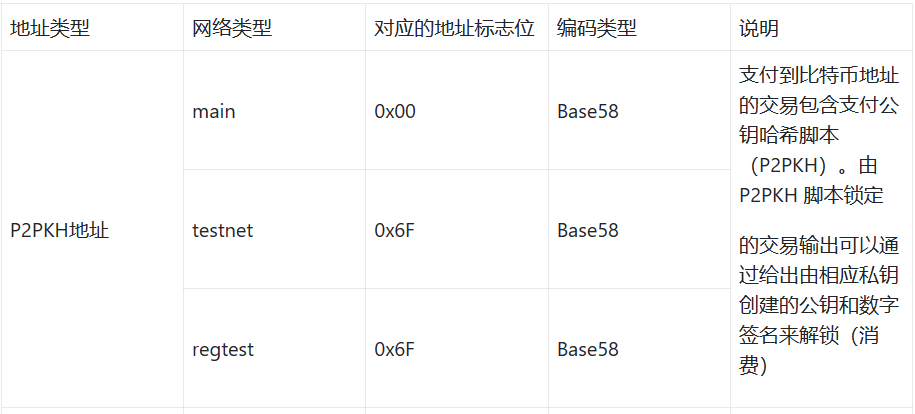 地址类型 网络类型 对应的地址标志位 编码类型 说明
P2PKH地址
main 0x00 Base58
testnet 0x6F Base58
regtest 0x6F Base58
支付到比特币地址
的交易包含支付公
钥哈希脚本
（P2PKH）。由
P2PKH 脚本锁定
的交易输出可以通
过给出由相应私钥
创建的公钥和数字
签名来解锁（消
费）